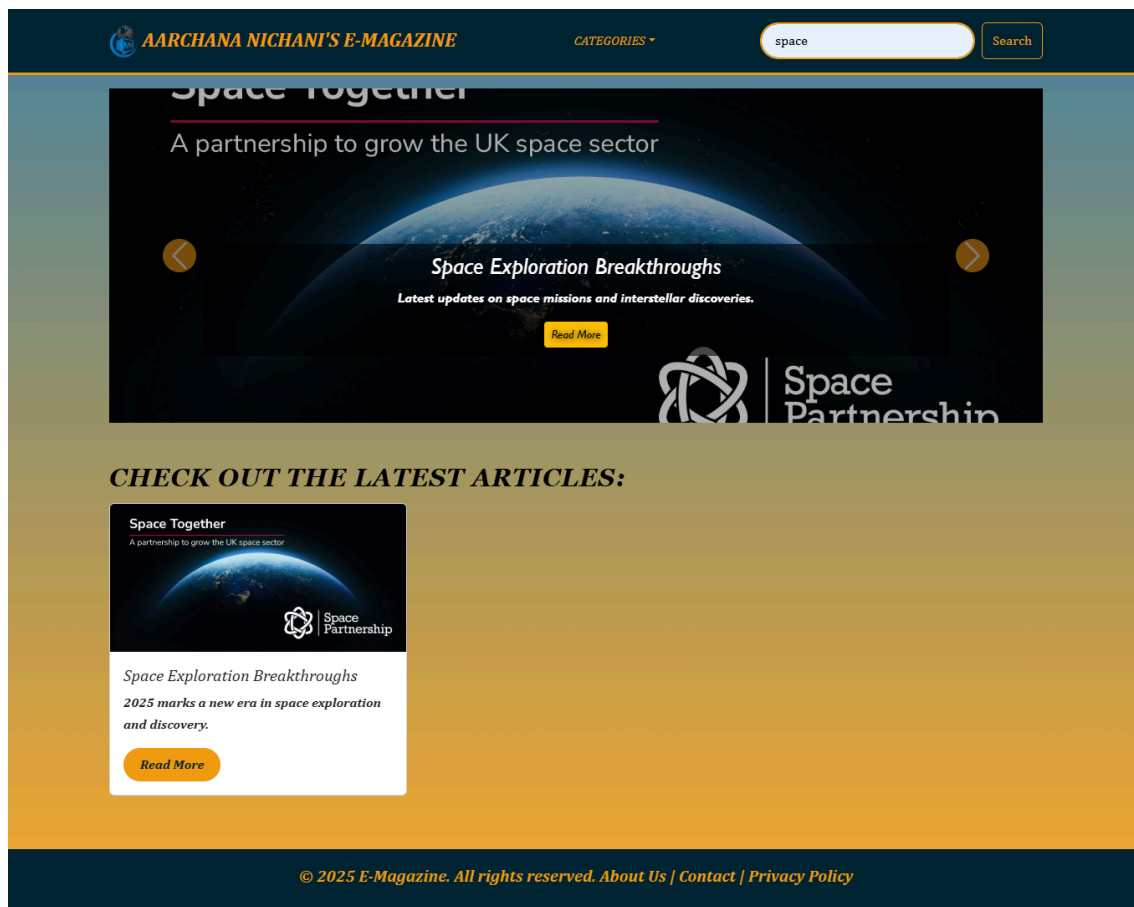 AARCHANA NICHANI'S E-MAGAZINE
CATEGORIES
space
Search
Space Together
A partnership to grow the UK space sector
Space Exploration Breakthroughs
Latest updates on space missions and interstellar discoveries.
Read More
Space
Partnership
CHECK OUT THE LATEST ARTICLES:
Space Together
A partnership to grow the UK space sector
Space
Partnership
Space Exploration Breakthroughs
2025 marks a new era in space exploration
and discovery.
Read More
© 2025 E-Magazine. All rights reserved. About Us | Contact | Privacy Policy